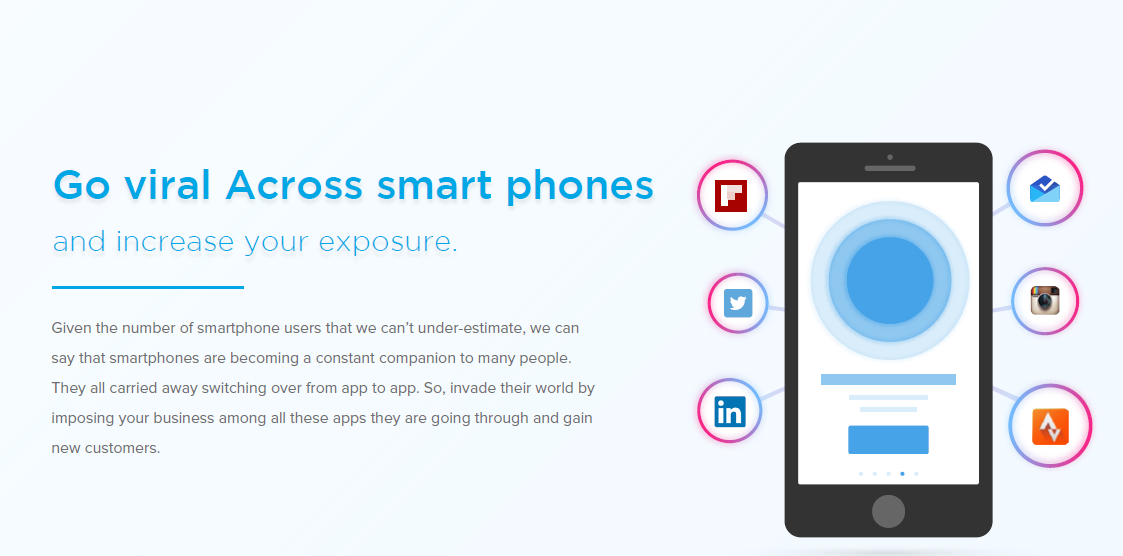 Go viral Across smart phones
and increase your exposure.
Given the number of smartphone users that we can't under-estimate, we can
say that smartphones are becoming a constant companion to many people.
They all carried away switching over from app to app. So, invade their world by
imposing your business among all these apps they are going through and gain
new customers.
in